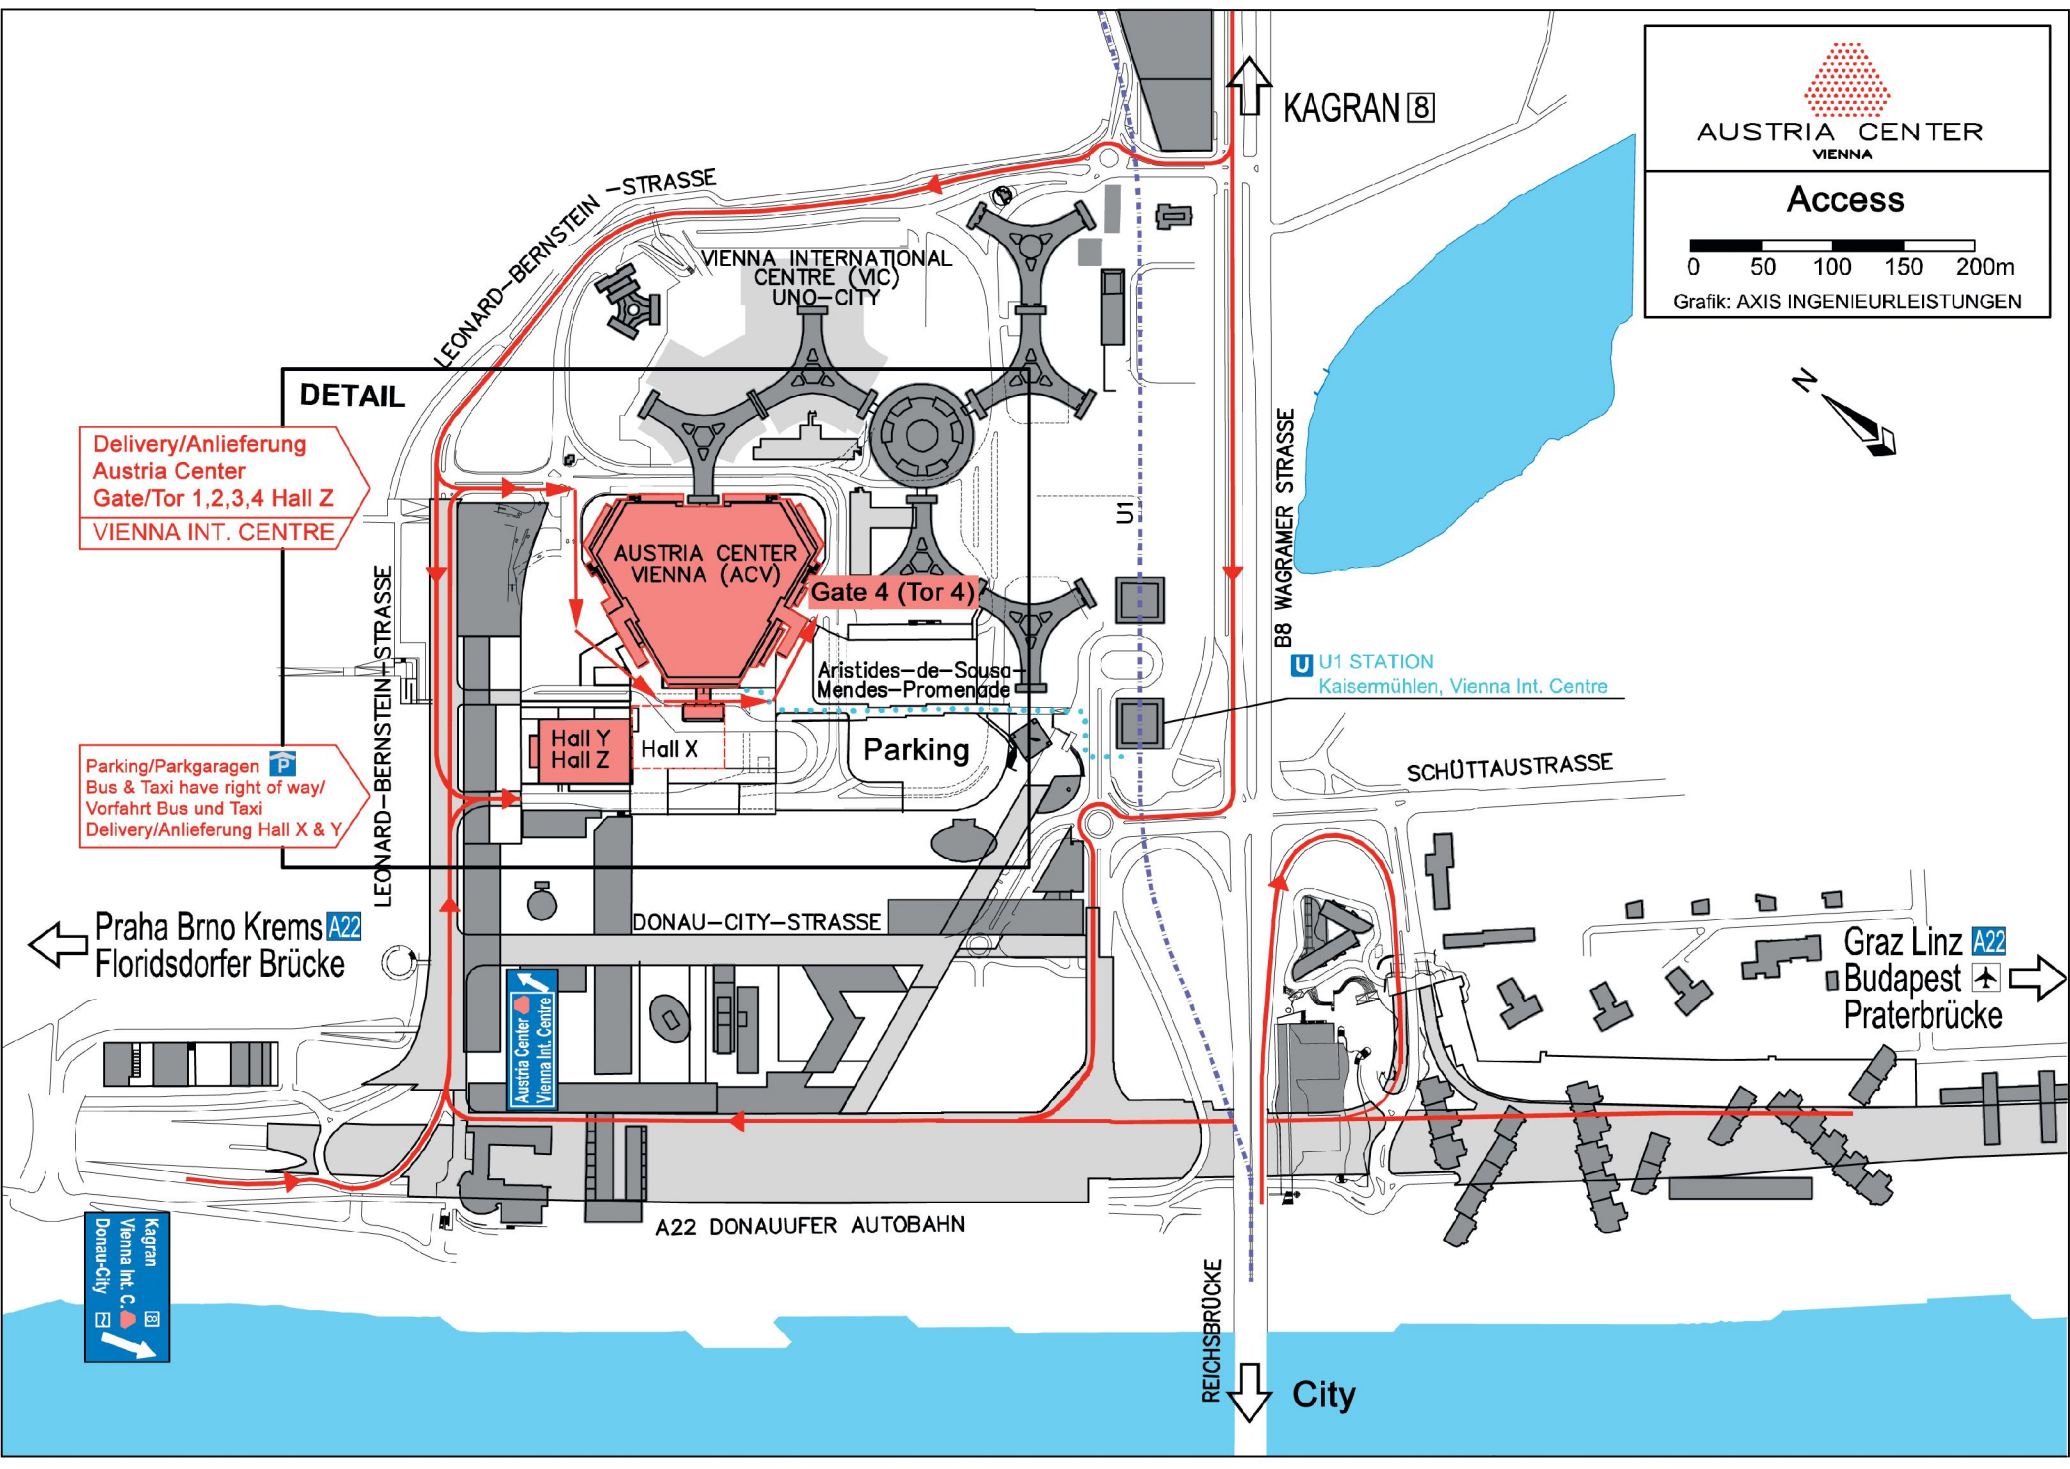 KAGRAN 8
AUSTRIA CENTER
VIENNA
Access
0 50 100 150 200m
Grafik: AXIS INGENIEURLEISTUNGEN
N
LEONARD-BERNSTEIN-STRASSE
VIENNA INTERNATIONAL
CENTRE (VIC)
UNO-CITY
DETAIL
Delivery/Anlieferung
Austria Center
Gate/Tor 1,2,3,4 Hall Z
VIENNA INT. CENTRE
AUSTRIA CENTER
VIENNA (ACV)
Gate 4 (Tor 4)
U1
B8 WAGRAMER STRASSE
LEONARD-BERNSTEIN-STRASSE
U U1 STATION
Kaisermühlen, Vienna Int. Centre
Aristides-de-Sousa-
Mendes-Promenade
Hall Y
Hall Z
Hall X
Parking
Parking/Parkgaragen P
Bus & Taxi have right of way/
Vorfahrt Bus und Taxi
Delivery/Anlieferung Hall X & Y
SCHÜTTAUSTRASSE
DONAU-CITY-STRASSE
Praha Brno Krems A22
Floridsdorfer Brücke
Graz Linz A22
Budapest
Praterbrücke
Austria Center
Vienna Int. Centre
A22 DONAUUFER AUTOBAHN
Kagran 8
Vienna Int. C.
Donau-City
REICHSBRÜCKE
City